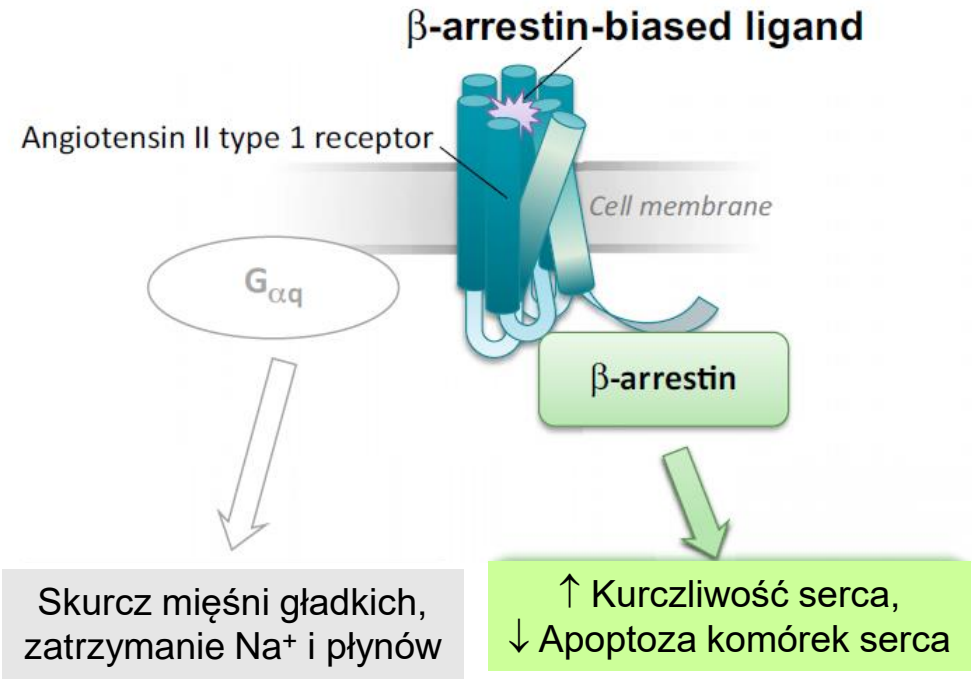 β-arrestin-biased ligand
Angiotensin II type 1 receptor
Cell membrane
Gαq
β-arrestin
Skurcz mięśni gładkich,
zatrzymanie Na⁺ i płynów
↑ Kurczliwość serca,
↓ Apoptoza komórek serca